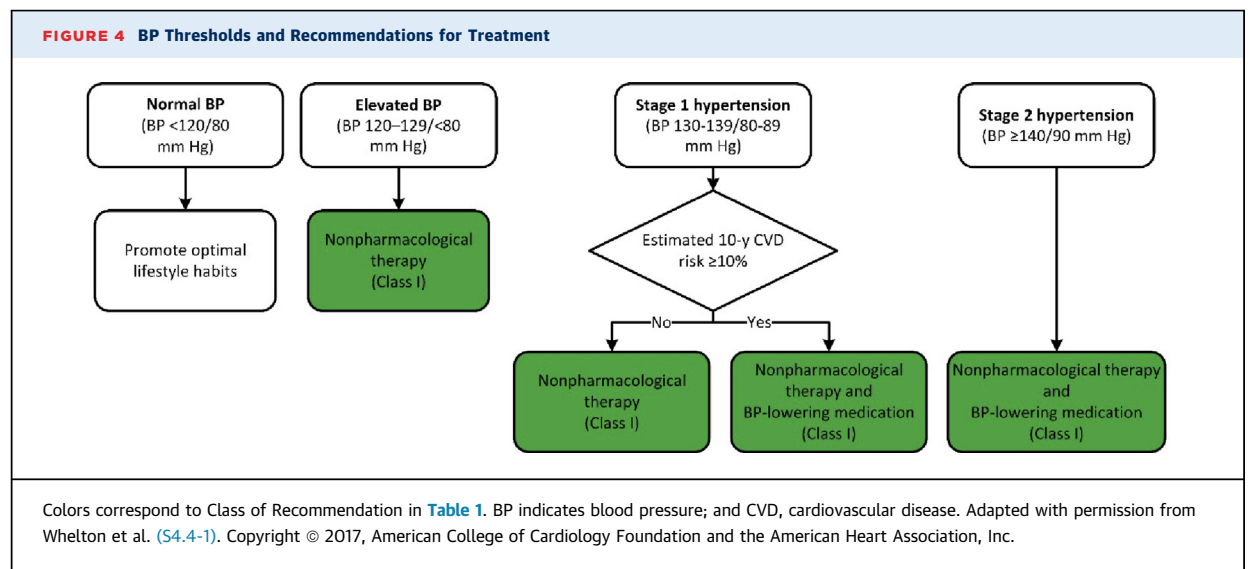 FIGURE 4 BP Thresholds and Recommendations for Treatment
Normal BP
(BP <120/80
mm Hg)
Promote optimal
lifestyle habits
Elevated BP
(BP 120–129/<80
mm Hg)
Nonpharmacological
therapy
(Class I)
Stage 1 hypertension
(BP 130-139/80-89
mm Hg)
Estimated 10-y CVD
risk ≥10%
No
Yes
Nonpharmacological
therapy
(Class I)
Nonpharmacological
therapy and
BP-lowering medication
(Class I)
Stage 2 hypertension
(BP ≥140/90 mm Hg)
Nonpharmacological therapy
and
BP-lowering medication
(Class I)
Colors correspond to Class of Recommendation in Table 1. BP indicates blood pressure; and CVD, cardiovascular disease. Adapted with permission from
Whelton et al. (S4.4-1). Copyright © 2017, American College of Cardiology Foundation and the American Heart Association, Inc.